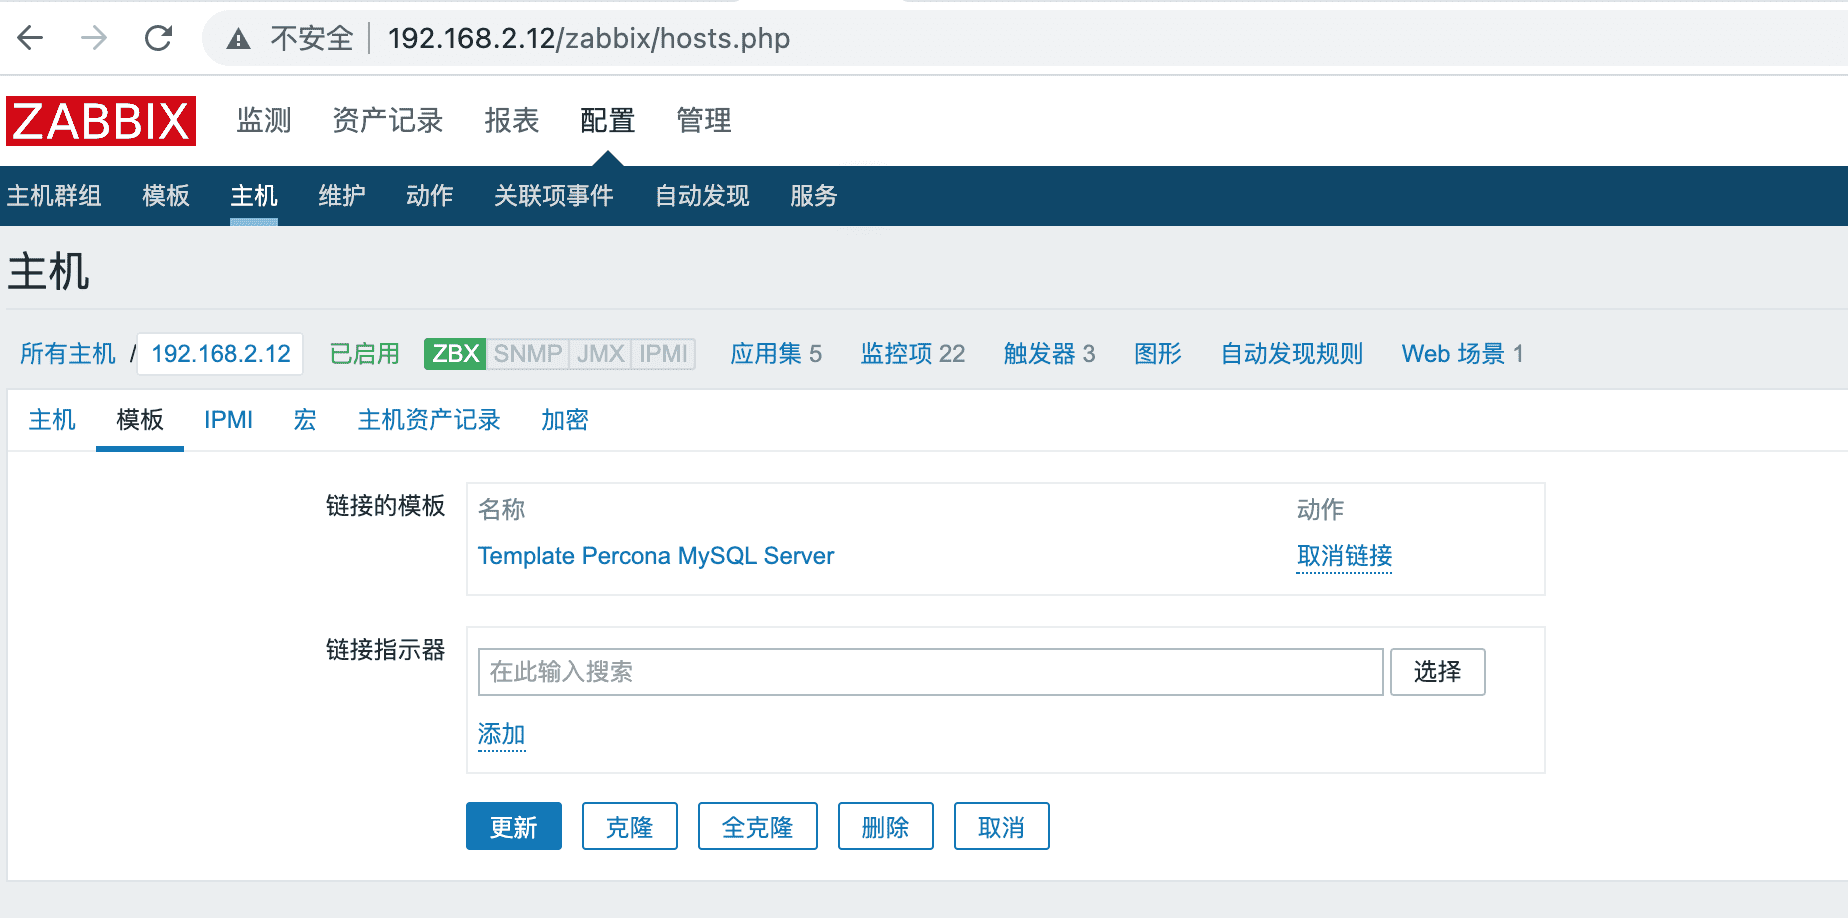 不安全 192.168.2.12/zabbix/hosts.php
ZABBIX 监测 资产记录 报表 配置 管理
主机群组 模板 主机 维护 动作 关联项事件 自动发现 服务
主机
所有主机 / 192.168.2.12 已启用 ZBX SNMP JMX IPMI 应用集 5 监控项 22 触发器 3 图形 自动发现规则 Web 场景 1
主机 模板 IPMI 宏 主机资产记录 加密
链接的模板 名称 动作
Template Percona MySQL Server 取消链接
链接指示器
在此输入搜索 选择
添加
更新 克隆 全克隆 删除 取消